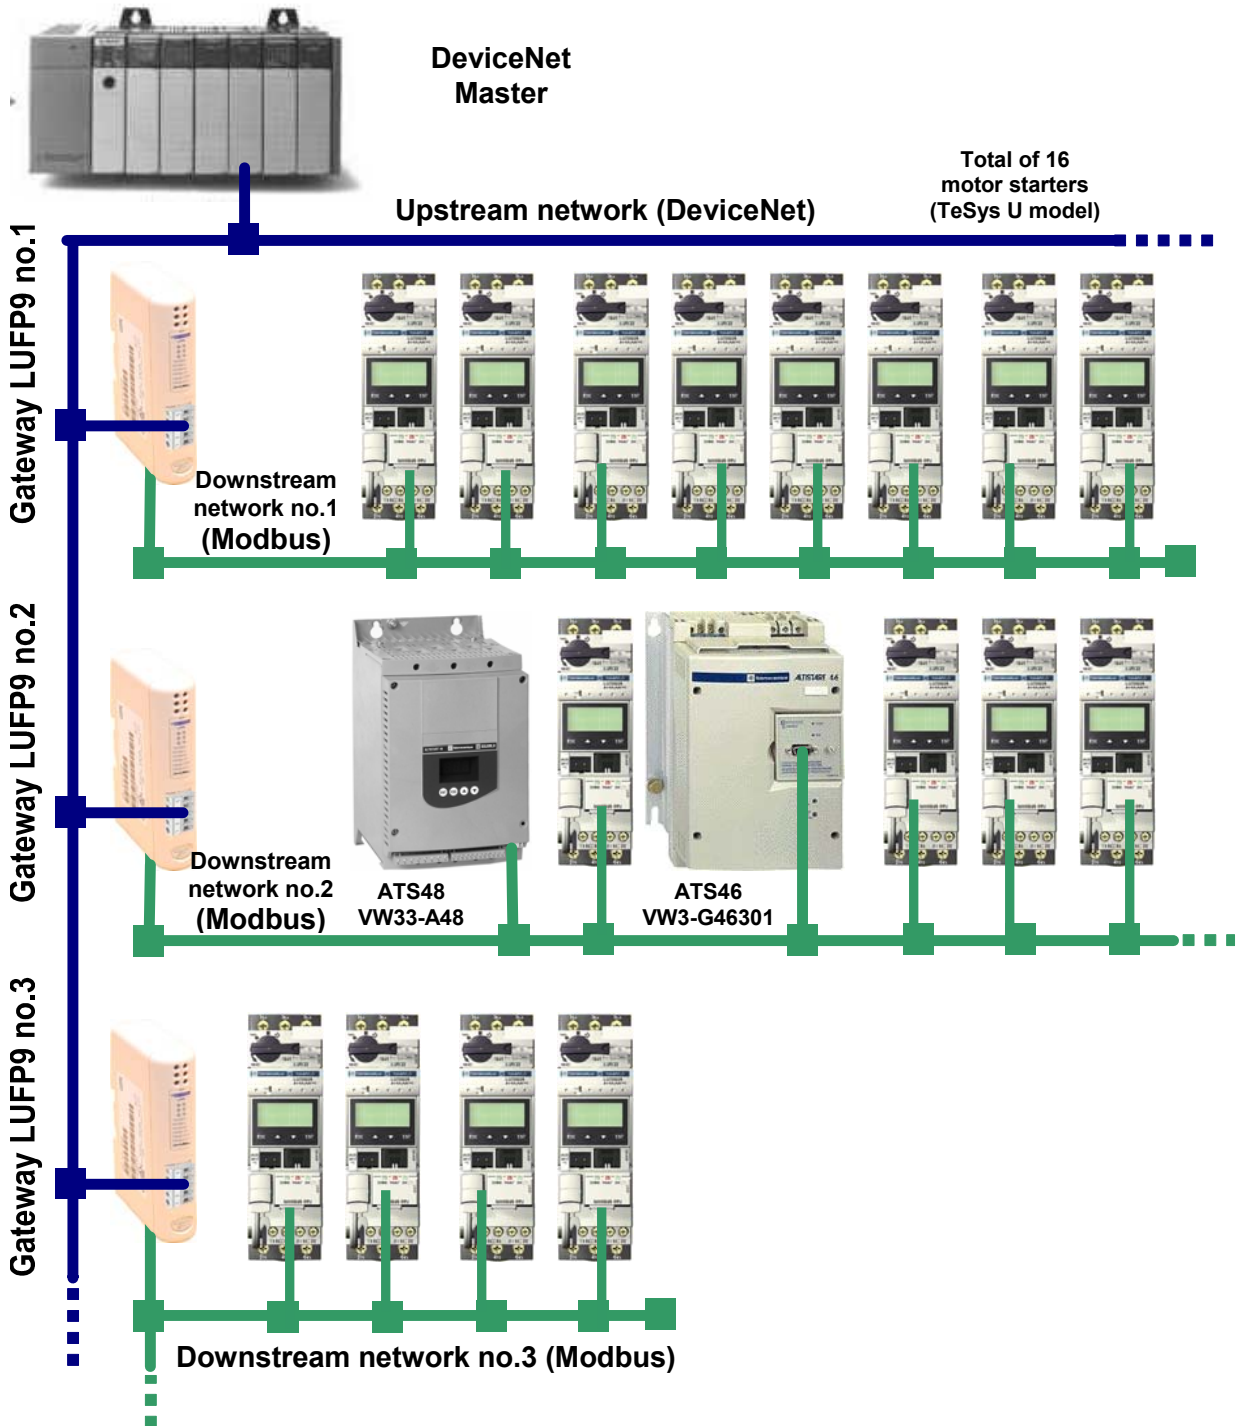 DeviceNet
Master
Total of 16
motor starters
(TeSys U model)
Upstream network (DeviceNet)
Gateway LUFP9 no.1
Downstream
network no.1
(Modbus)
Gateway LUFP9 no.2
ALTISTART 46
Downstream
network no.2
(Modbus)
ATS48
VW33-A48
ATS46
VW3-G46301
Gateway LUFP9 no.3
Downstream network no.3 (Modbus)